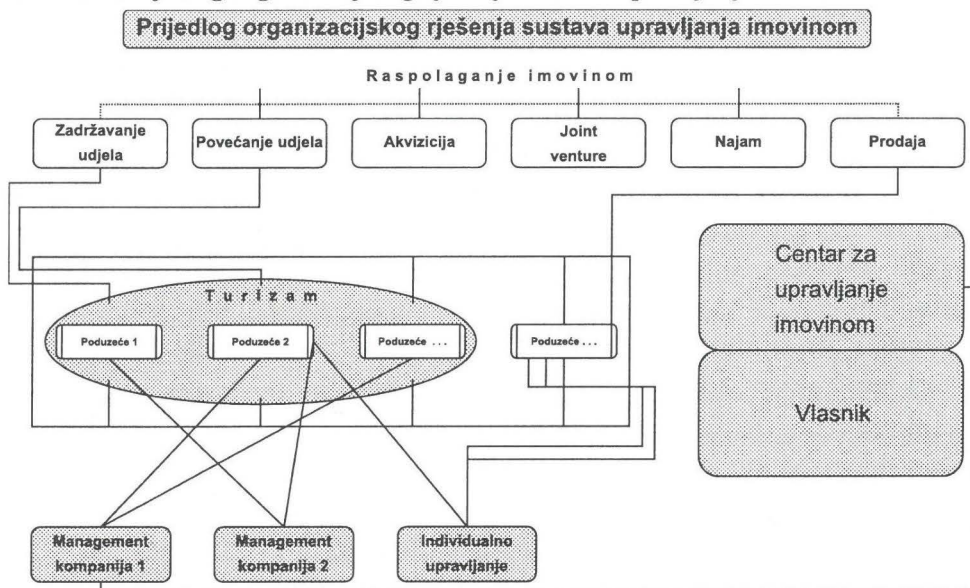 Prijedlog organizacijskog rješenja sustava upravljanja imovinom
Raspolaganje imovinom
Zadržavanje
udjela
Povećanje udjela
Akvizicija
Joint
venture
Najam
Prodaja
Centar za
upravljanje
imovinom
Vlasnik
Turizam
Poduzeće 1
Poduzeće 2
Poduzeće . . .
Poduzeće . . .
Management
kompanija 1
Management
kompanija 2
Individualno
upravljanje